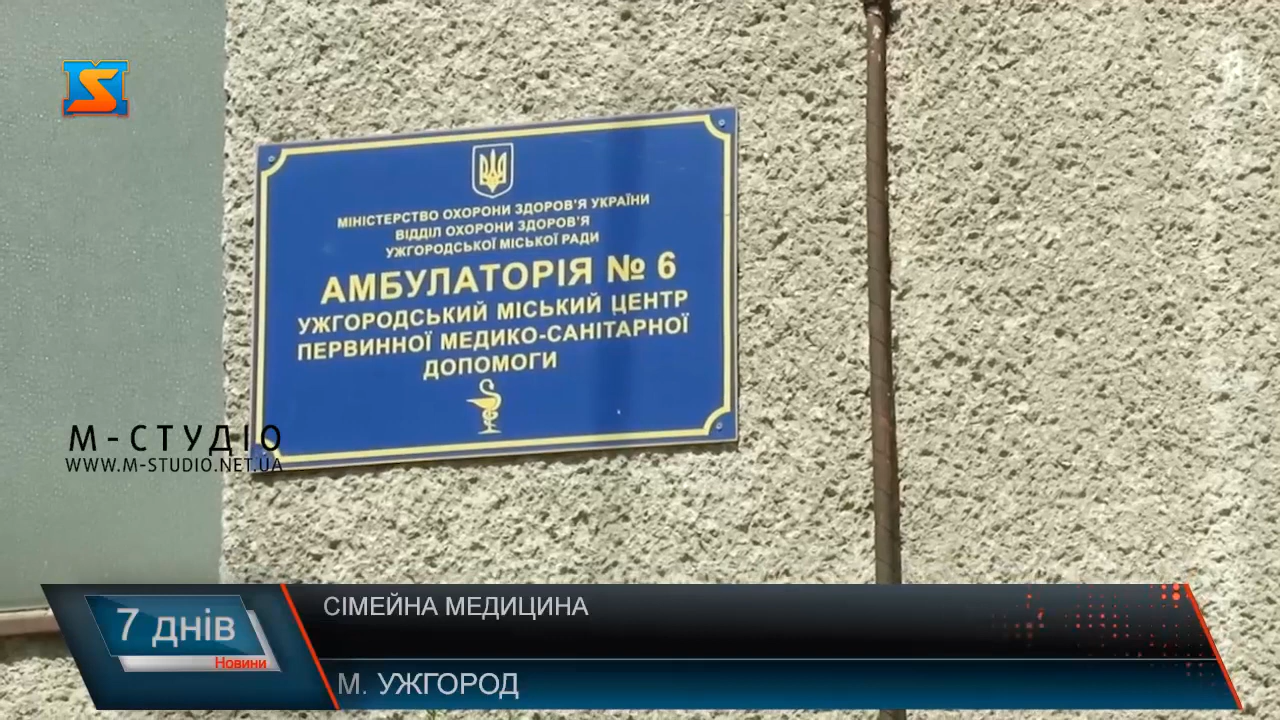 МІНІСТЕРСТВО ОХОРОНИ ЗДОРОВ'Я УКРАЇНИ
ВІДДІЛ ОХОРОНИ ЗДОРОВ'Я
УЖГОРОДСЬКОЇ МІСЬКОЇ РАДИ
АМБУЛАТОРІЯ № 6
УЖГОРОДСЬКИЙ МІСЬКИЙ ЦЕНТР
ПЕРВИННОЇ МЕДИКО-САНІТАРНОЇ
ДОПОМОГИ
М-СТУДІО
WWW.M-STUDIO.NET.UA
7 днів
Новини
СІМЕЙНА МЕДИЦИНА
М. УЖГОРОД